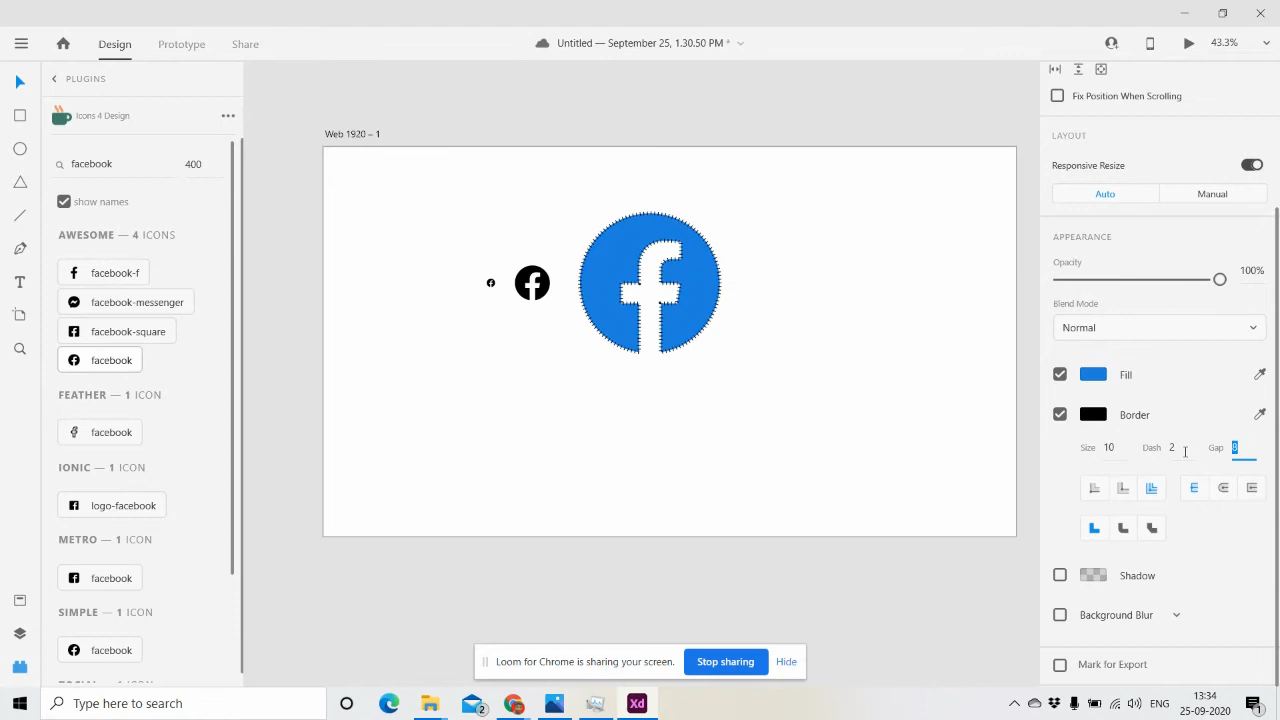 Design
Prototype
Share
Untitled — September 25, 1.30.50 PM *
43.3%
PLUGINS
Icons 4 Design
facebook
400
show names
AWESOME — 4 ICONS
facebook-f
facebook-messenger
facebook-square
facebook
FEATHER — 1 ICON
facebook
IONIC — 1 ICON
logo-facebook
METRO — 1 ICON
facebook
SIMPLE — 1 ICON
facebook
Web 1920 – 1
Fix Position When Scrolling
LAYOUT
Responsive Resize
Auto
Manual
APPEARANCE
Opacity
100%
Blend Mode
Normal
Fill
Border
Size 10 Dash 2 Gap
Shadow
Background Blur
Mark for Export
Loom for Chrome is sharing your screen.
Stop sharing
Hide
Type here to search
2
Xd
ENG
13:34
25-09-2020
1